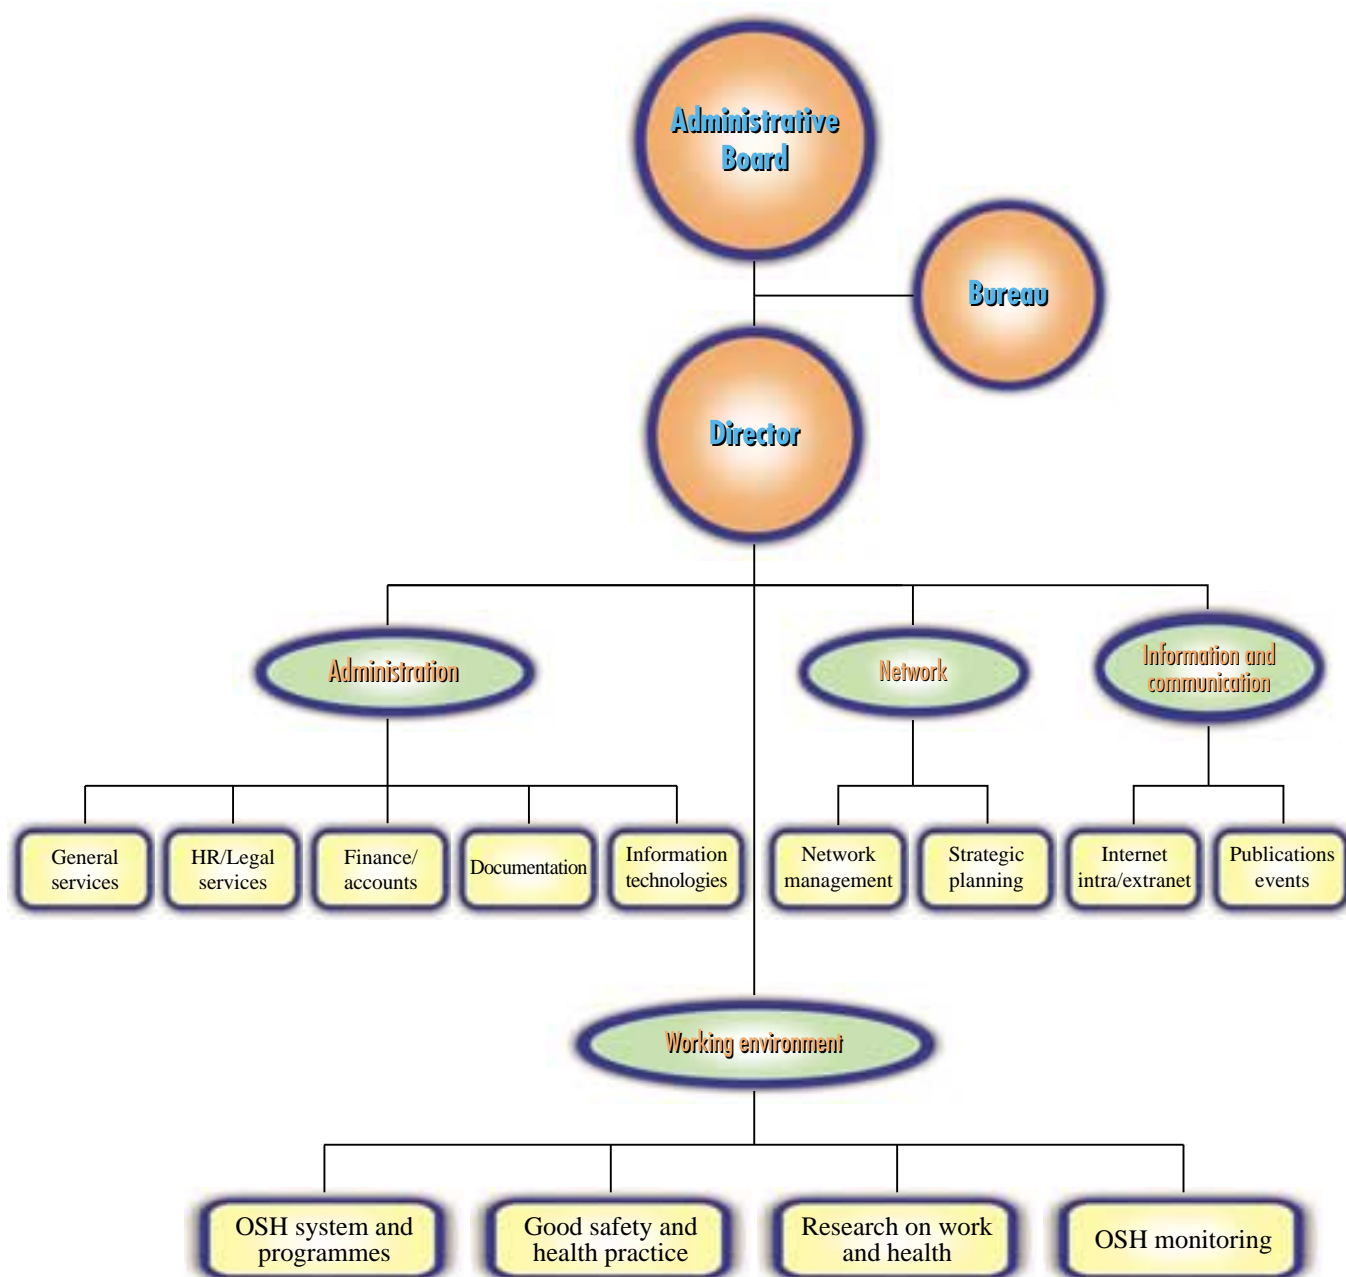 Administrative
Board
Bureau
Director
Administration
Network
Information and
communication
General
services
HR/Legal
services
Finance/
accounts
Documentation
Information
technologies
Network
management
Strategic
planning
Internet
intra/extranet
Publications
events
Working environment
OSH system and
programmes
Good safety and
health practice
Research on work
and health
OSH monitoring